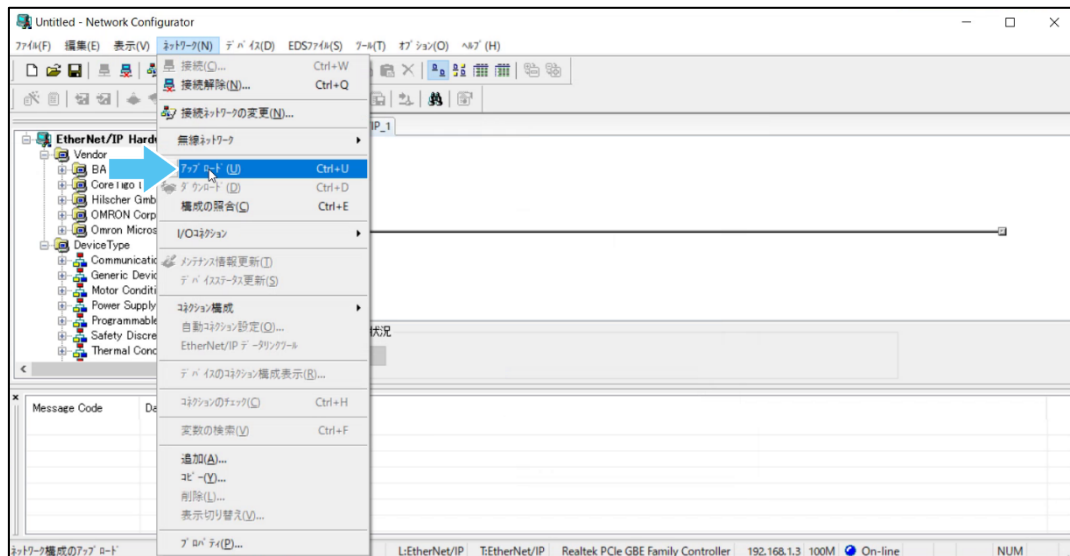 Untitled - Network Configurator
ファイル(F) 編集(E) 表示(V) ネットワーク(N) デバイス(D) EDSファイル(S) ツール(T) オプション(O) ヘルプ(H)
接続(O)... Ctrl+W
接続解除(N)... Ctrl+Q
接続ネットワークの変更(N)...
IP_1
EtherNet/IP Hardw
無線ネットワーク
Vendor
BA
アップロード(U) Ctrl+U
CoreTigo
ダウンロード(D) Ctrl+D
Hilscher Gmb
構成の照合(C) Ctrl+E
OMRON Corp
Omron Micros
I/Oコネクション
DeviceType
Communicatic
メンテナンス情報更新(T)
Generic Devic
デバイスステータス更新(S)
Motor Conditi
Power Supply
コネクション構成
Programmable
自動コネクション設定(O)...
Safety Discre
状況
EtherNet/IP データリンクツール
Thermal Conc
デバイスのコネクション構成表示(R)...
Message Code Da
コネクションのチェック(C) Ctrl+H
変数の検索(V) Ctrl+F
追加(A)...
コピー(Y)...
削除(L)...
表示切り替え(V)...
プロパティ(P)...
ネットワーク構成のアップロード L:EtherNet/IP T:EtherNet/IP Realtek PCIe GBE Family Controller 192.168.1.3 100M On-line NUM